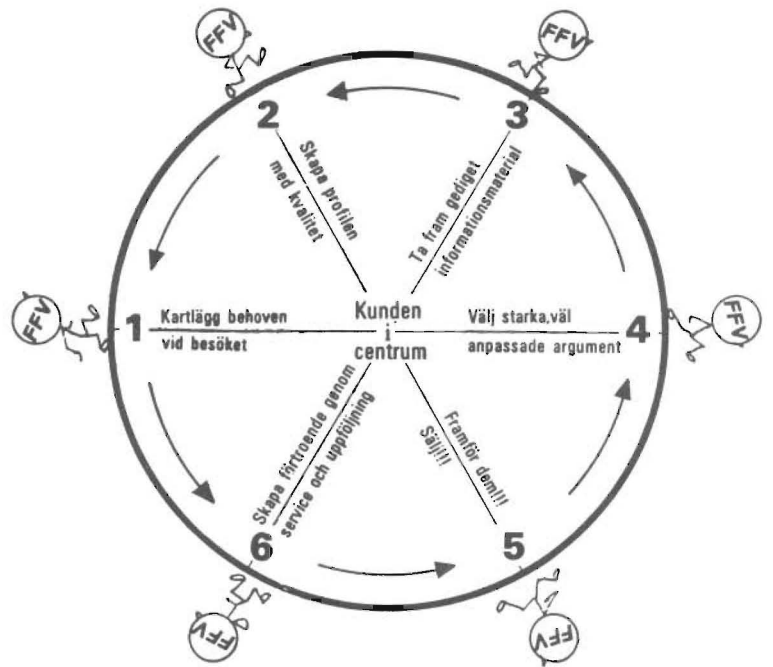 FFV
FFV
2
3
Skapa profilen
med kvalitet
Ta fram gediget
informationsmaterial
FFV
1
Kartlägg behoven
vid besöket
Kunden
i
centrum
Välj starka,väl
anpassade argument
4
FFV
Skapa förtroende genom
service och uppföljning
Framför dem!!!
Sälj!!!
6
5
FFV
FFV